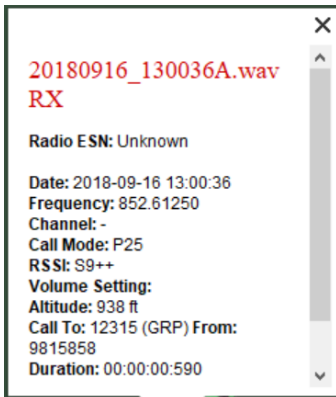 20180916_130036A.wav
RX
Radio ESN: Unknown
Date: 2018-09-16 13:00:36
Frequency: 852.61250
Channel: -
Call Mode: P25
RSSI: S9++
Volume Setting:
Altitude: 938 ft
Call To: 12315 (GRP) From:
9815858
Duration: 00:00:00:590